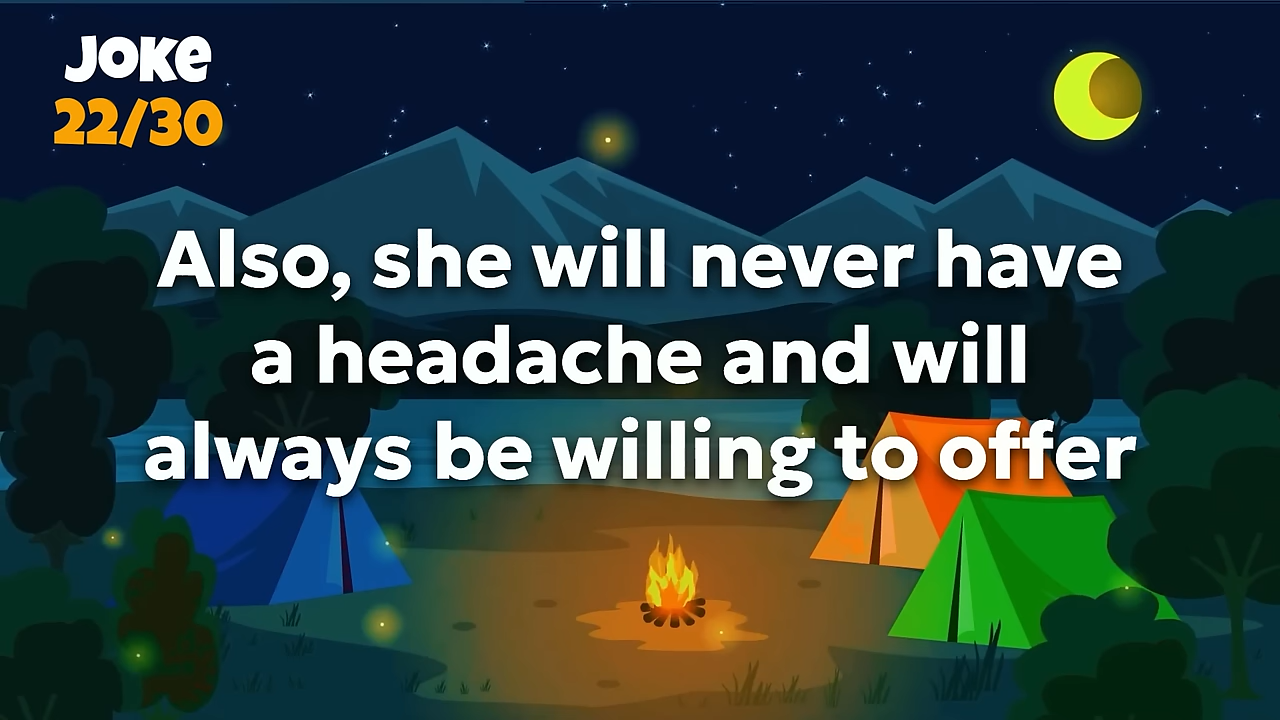 Joke
22/30
Also, she will never have
a headache and will
always be willing to offer